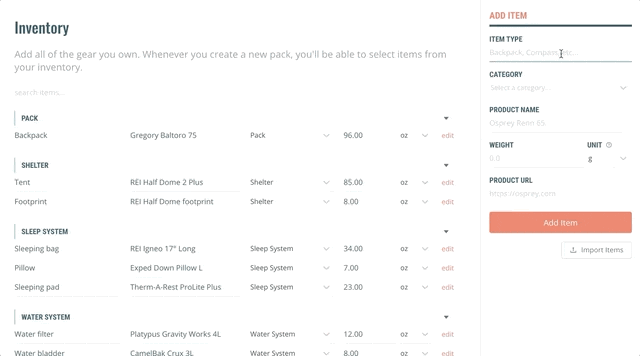 Inventory
Add all of the gear you own. Whenever you create a new pack, you'll be able to select items from
your inventory.
search items...
PACK
Backpack Gregory Baltoro 75 Pack 96.00 oz edit
SHELTER
Tent REI Half Dome 2 Plus Shelter 85.00 oz edit
Footprint REI Half Dome footprint Shelter 8.00 oz edit
SLEEP SYSTEM
Sleeping bag REI Igneo 17° Long Sleep System 34.00 oz edit
Pillow Exped Down Pillow L Sleep System 7.00 oz edit
Sleeping pad Therm-A-Rest ProLite Plus Sleep System 23.00 oz edit
WATER SYSTEM
Water filter Platypus Gravity Works 4L Water System 12.00 oz edit
Water bladder CamelBak Crux 3L Water System 8.00 oz edit
ADD ITEM
ITEM TYPE
Backpack, Compass, etc...
CATEGORY
Select a category...
PRODUCT NAME
Osprey Renn 65
WEIGHT UNIT
0.0 g
PRODUCT URL
https://osprey.com
Add Item
Import Items